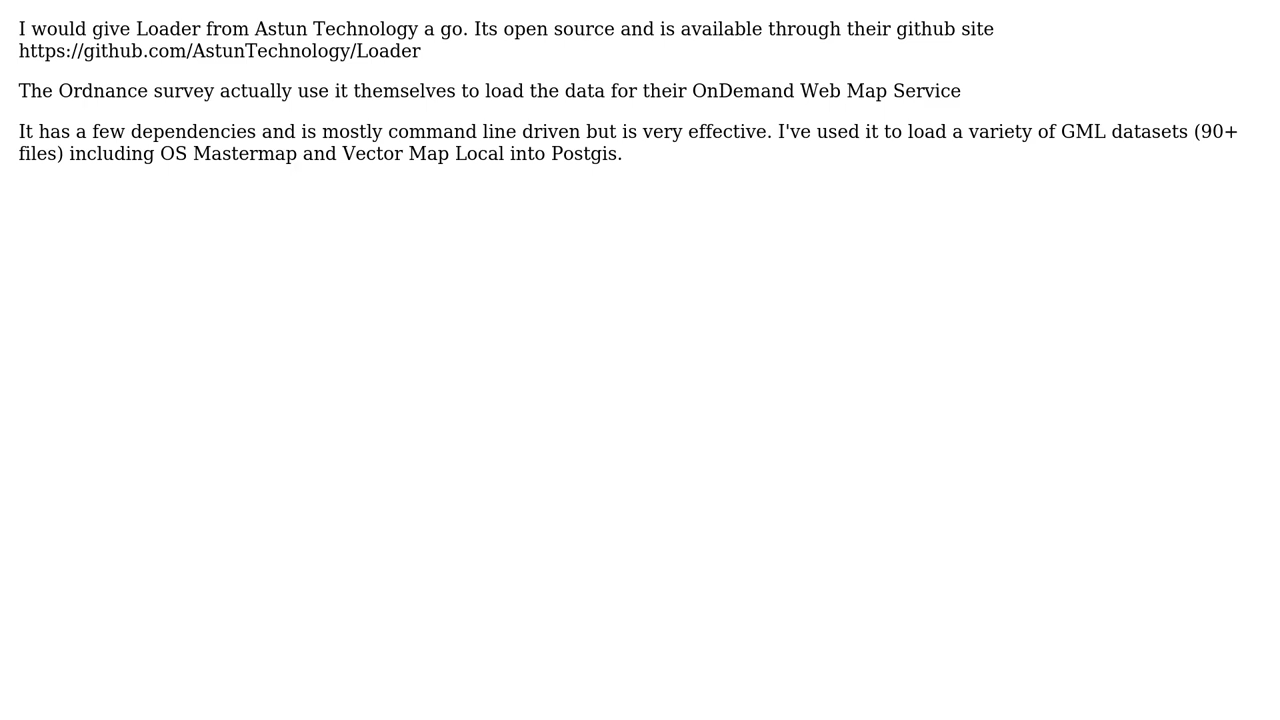 I would give Loader from Astun Technology a go. Its open source and is available through their github site
https://github.com/AstunTechnology/Loader
The Ordnance survey actually use it themselves to load the data for their OnDemand Web Map Service
It has a few dependencies and is mostly command line driven but is very effective. I've used it to load a variety of GML datasets (90+
files) including OS Mastermap and Vector Map Local into Postgis.